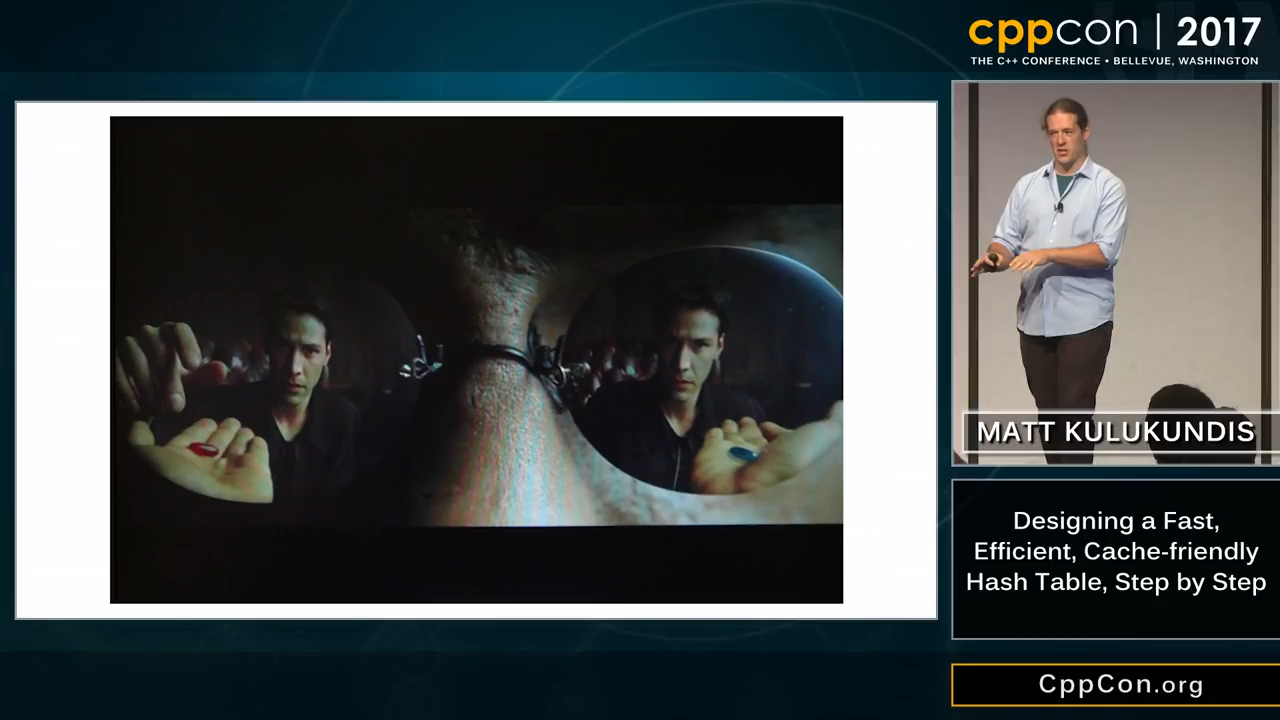 cppcon | 2017
THE C++ CONFERENCE • BELLEVUE, WASHINGTON
MATT KULUKUNDIS
Designing a Fast,
Efficient, Cache-friendly
Hash Table, Step by Step
CppCon.org